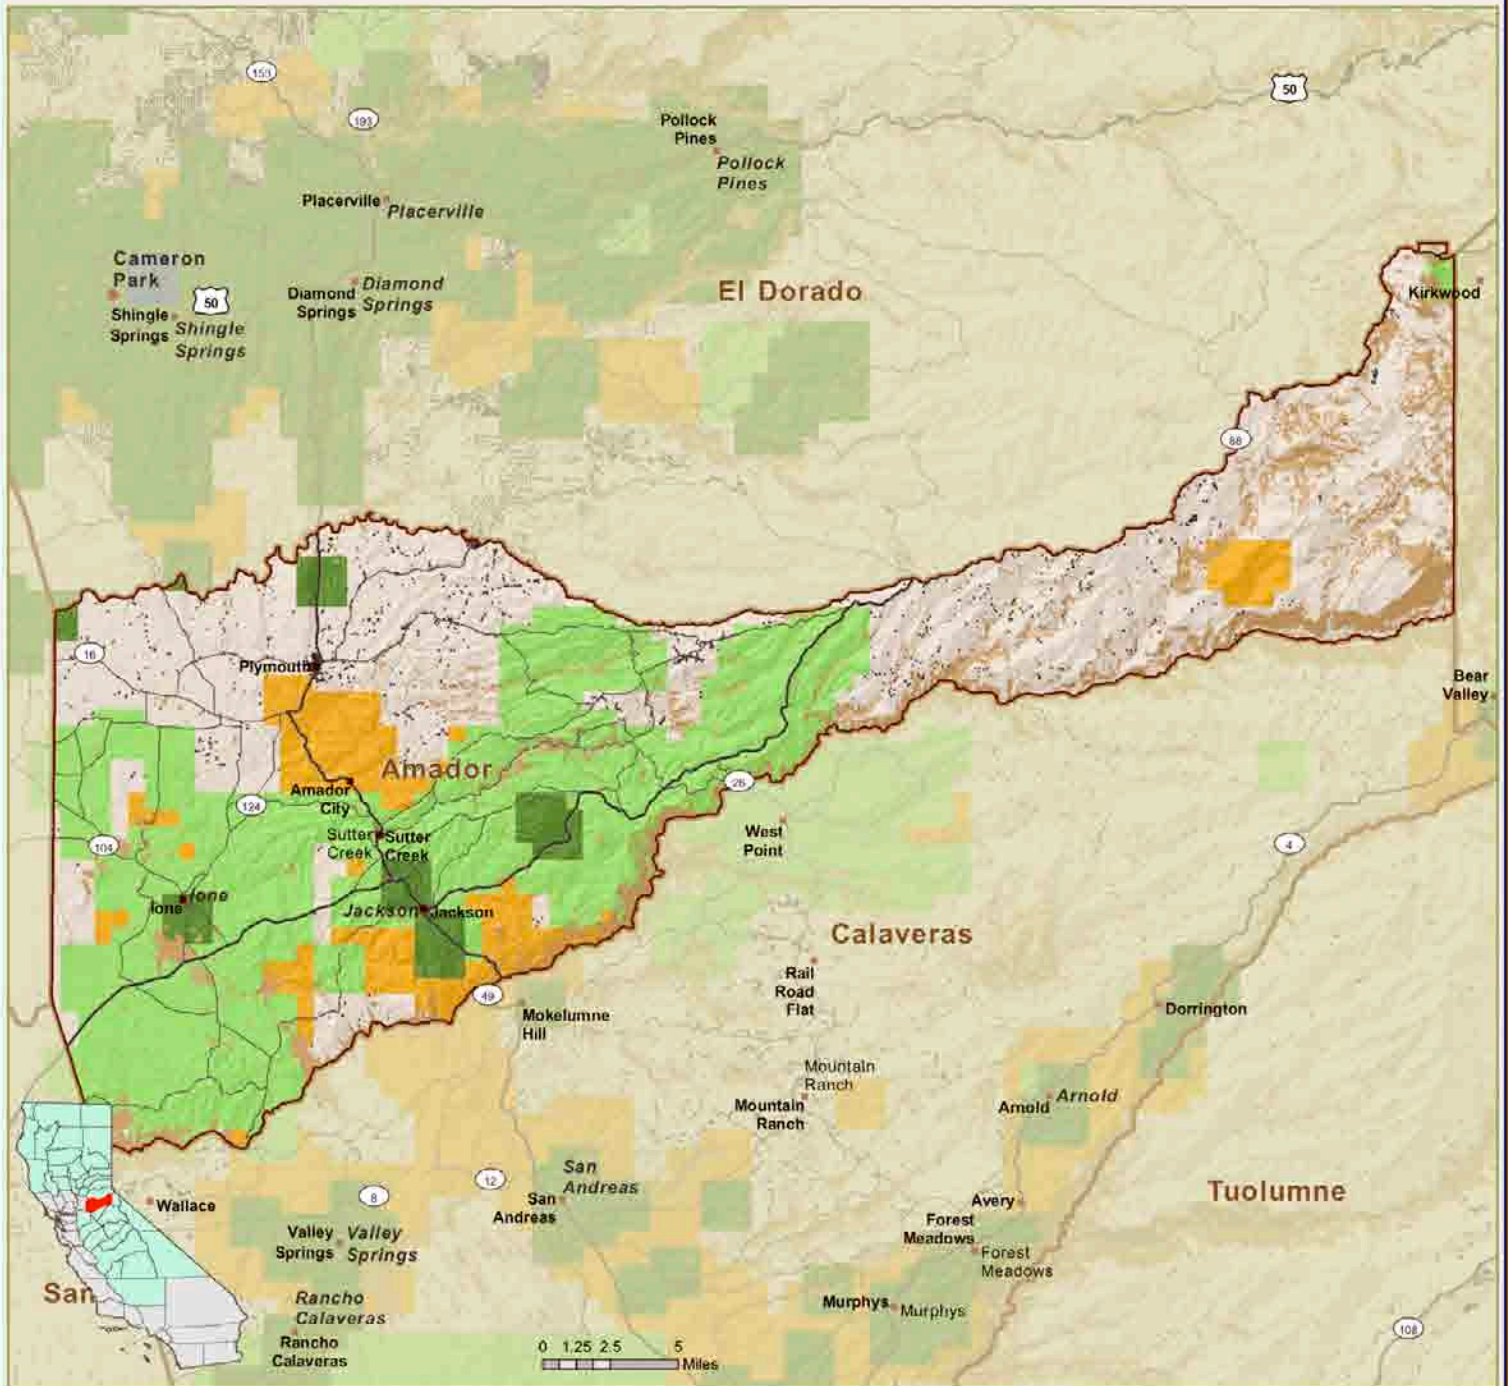 153
50
193
Pollock
Pines
Pollock
Pines
Placerville
Placerville
Cameron
Park
50
Diamond
Springs
Diamond
Springs
El Dorado
Kirkwood
Shingle
Springs
Shingle
Springs
88
16
Plymouth
Bear
Valley
Amador
26
Amador
City
124
Sutter
Creek
Sutter
Creek
West
Point
4
104
Ione
Ione
Jackson
Jackson
Calaveras
Rail
Road
Flat
49
Mokelumne
Hill
Dorrington
Mountain
Ranch
Mountain
Ranch
Arnold
Arnold
San
Andreas
12
San
Andreas
8
Wallace
Tuolumne
Avery
Forest
Meadows
Forest
Meadows
Valley
Springs
Valley
Springs
San
Rancho
Calaveras
Rancho
Calaveras
Murphys
Murphys
108
0 1.25 2.5 5
Miles